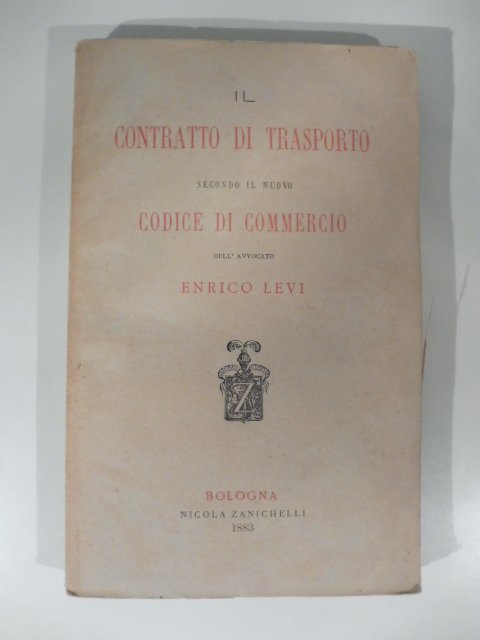 IL
CONTRATTO DI TRASPORTO
SECONDO IL NUOVO
CODICE DI COMMERCIO
DELL' AVVOCATO
ENRICO LEVI
Z
BOLOGNA
NICOLA ZANICHELLI
1883